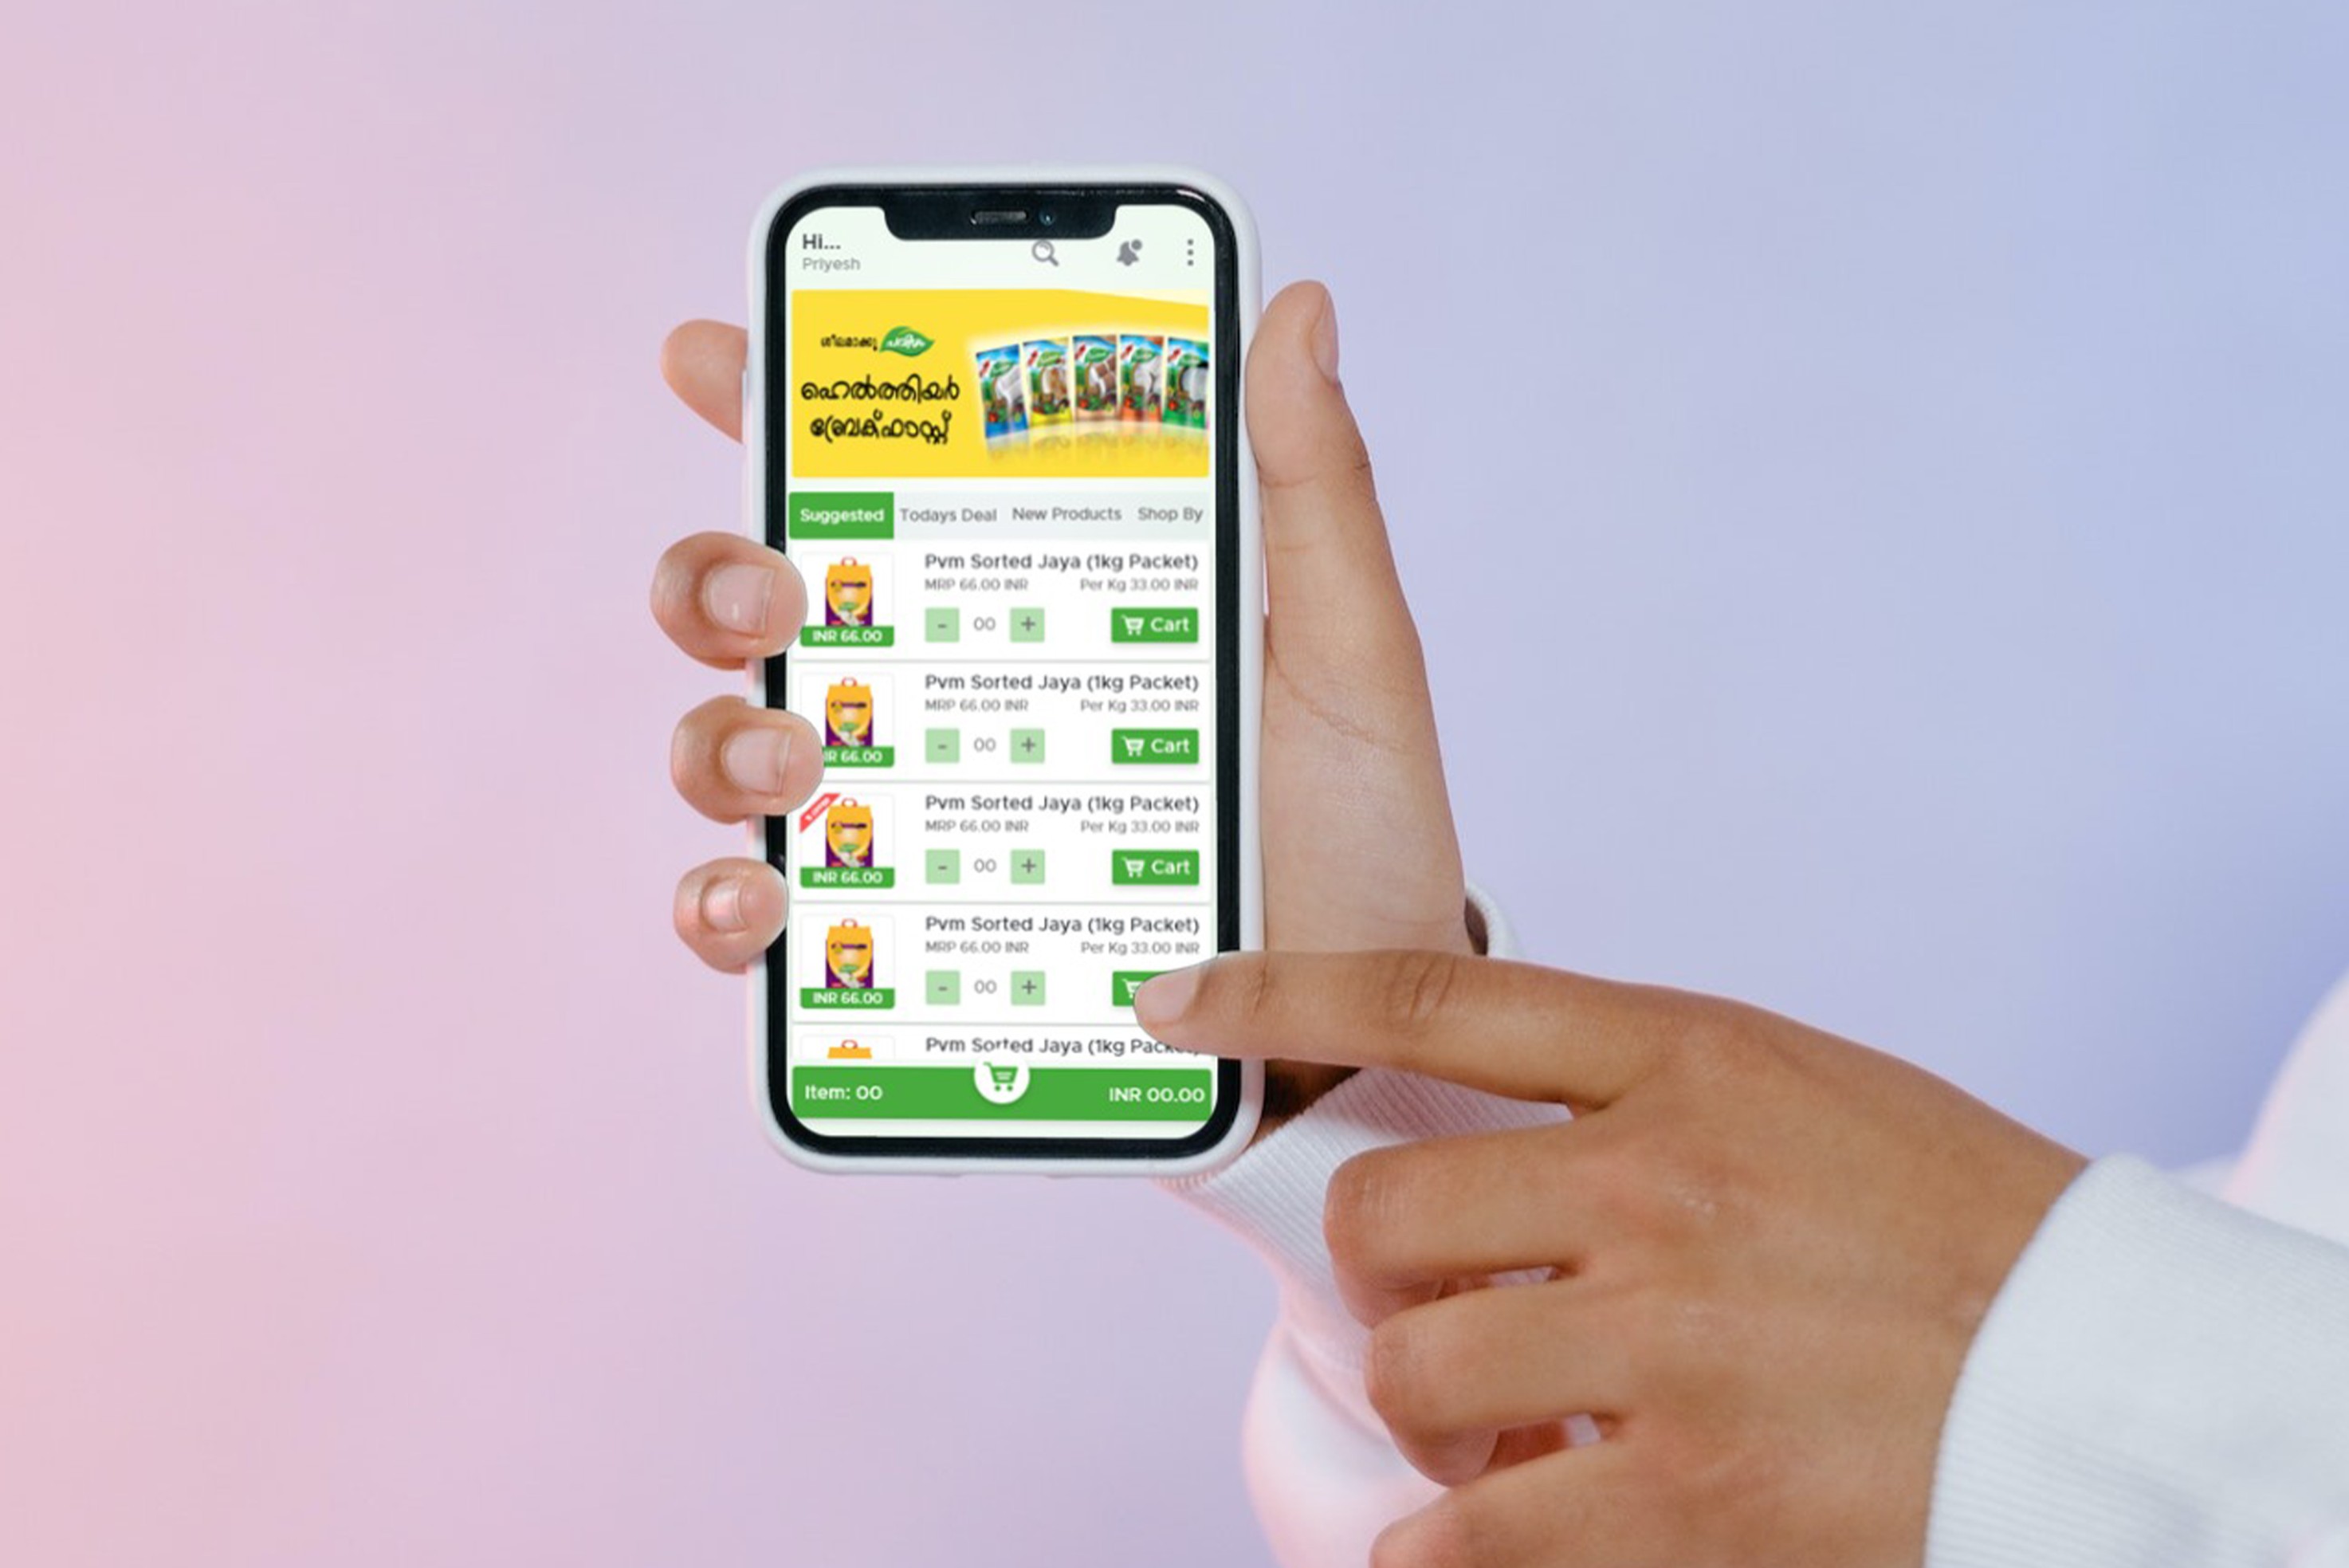 Hi...
Priyesh
ശീലമാക്കൂ പവിഴം
ഹെൽത്തിയർ
ബ്രേക്ക്ഫാസ്റ്റ്
Suggested Todays Deal New Products Shop By
Pvm Sorted Jaya (1kg Packet)
MRP 66.00 INR Per Kg 33.00 INR
- 00 + Cart
INR 66.00
Pvm Sorted Jaya (1kg Packet)
MRP 66.00 INR Per Kg 33.00 INR
- 00 + Cart
NR 66.00
Pvm Sorted Jaya (1kg Packet)
MRP 66.00 INR Per Kg 33.00 INR
- 00 + Cart
INR 66.00
Pvm Sorted Jaya (1kg Packet)
MRP 66.00 INR Per Kg 33.00 INR
- 00 +
INR 66.00
Pvm Sorted Jaya (1kg Packet)
Item: 00 INR 00.00